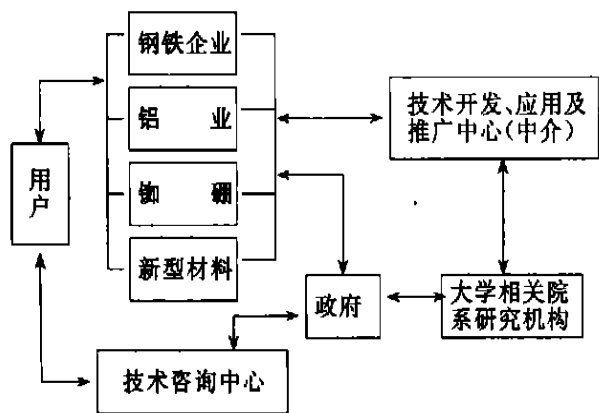 钢铁企业
铝 业
铷 硼
新型材料
用户
技术开发、应用及
推广中心(中介)
政府
大学相关院
系研究机构
技术咨询中心